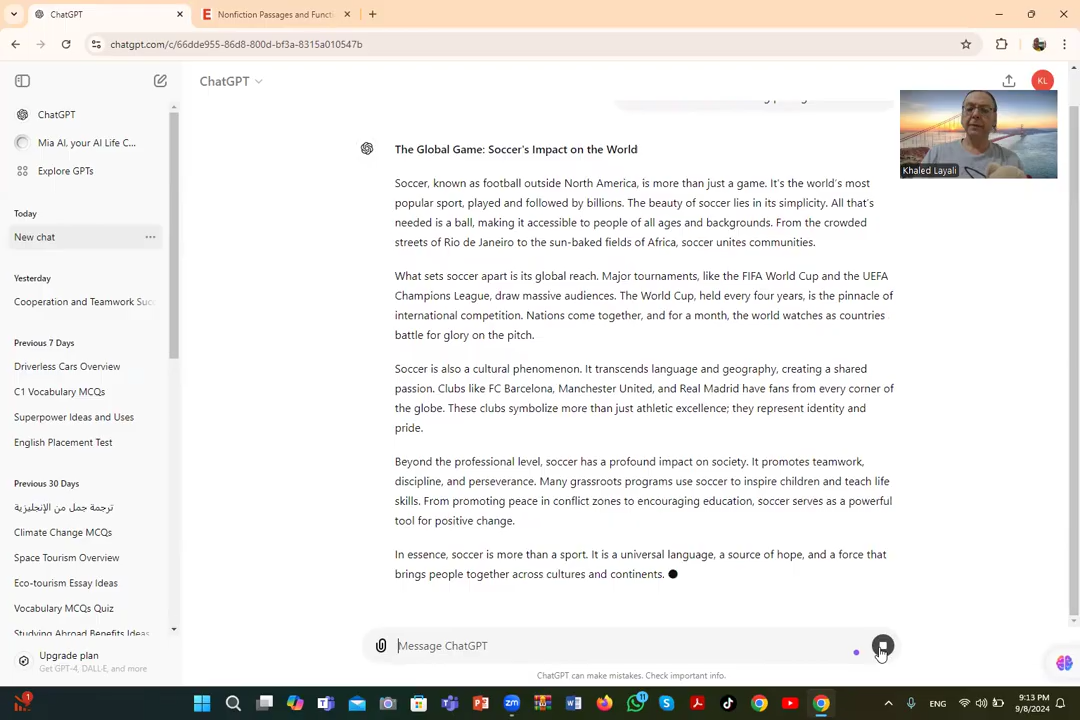 ChatGPT
Nonfiction Passages and Functi
chatgpt.com/c/66dde955-86d8-800d-bf3a-8315a010547b
ChatGPT
KL
ChatGPT
Mia AI, your AI Life C...
Explore GPTs
Today
New chat
Yesterday
Cooperation and Teamwork Suc
Previous 7 Days
Driverless Cars Overview
C1 Vocabulary MCQs
Superpower Ideas and Uses
English Placement Test
Previous 30 Days
ترجمة جمل من الإنجليزية
Climate Change MCQs
Space Tourism Overview
Eco-tourism Essay Ideas
Vocabulary MCQs Quiz
Studying Abroad Benefits Ideas
Upgrade plan
Get GPT-4, DALL·E, and more
Khaled Layali
The Global Game: Soccer's Impact on the World
Soccer, known as football outside North America, is more than just a game. It's the world's most
popular sport, played and followed by billions. The beauty of soccer lies in its simplicity. All that's
needed is a ball, making it accessible to people of all ages and backgrounds. From the crowded
streets of Rio de Janeiro to the sun-baked fields of Africa, soccer unites communities.
What sets soccer apart is its global reach. Major tournaments, like the FIFA World Cup and the UEFA
Champions League, draw massive audiences. The World Cup, held every four years, is the pinnacle of
international competition. Nations come together, and for a month, the world watches as countries
battle for glory on the pitch.
Soccer is also a cultural phenomenon. It transcends language and geography, creating a shared
passion. Clubs like FC Barcelona, Manchester United, and Real Madrid have fans from every corner of
the globe. These clubs symbolize more than just athletic excellence; they represent identity and
pride.
Beyond the professional level, soccer has a profound impact on society. It promotes teamwork,
discipline, and perseverance. Many grassroots programs use soccer to inspire children and teach life
skills. From promoting peace in conflict zones to encouraging education, soccer serves as a powerful
tool for positive change.
In essence, soccer is more than a sport. It is a universal language, a source of hope, and a force that
brings people together across cultures and continents.
Message ChatGPT
ChatGPT can make mistakes. Check important info.
ENG
9:13 PM
9/8/2024